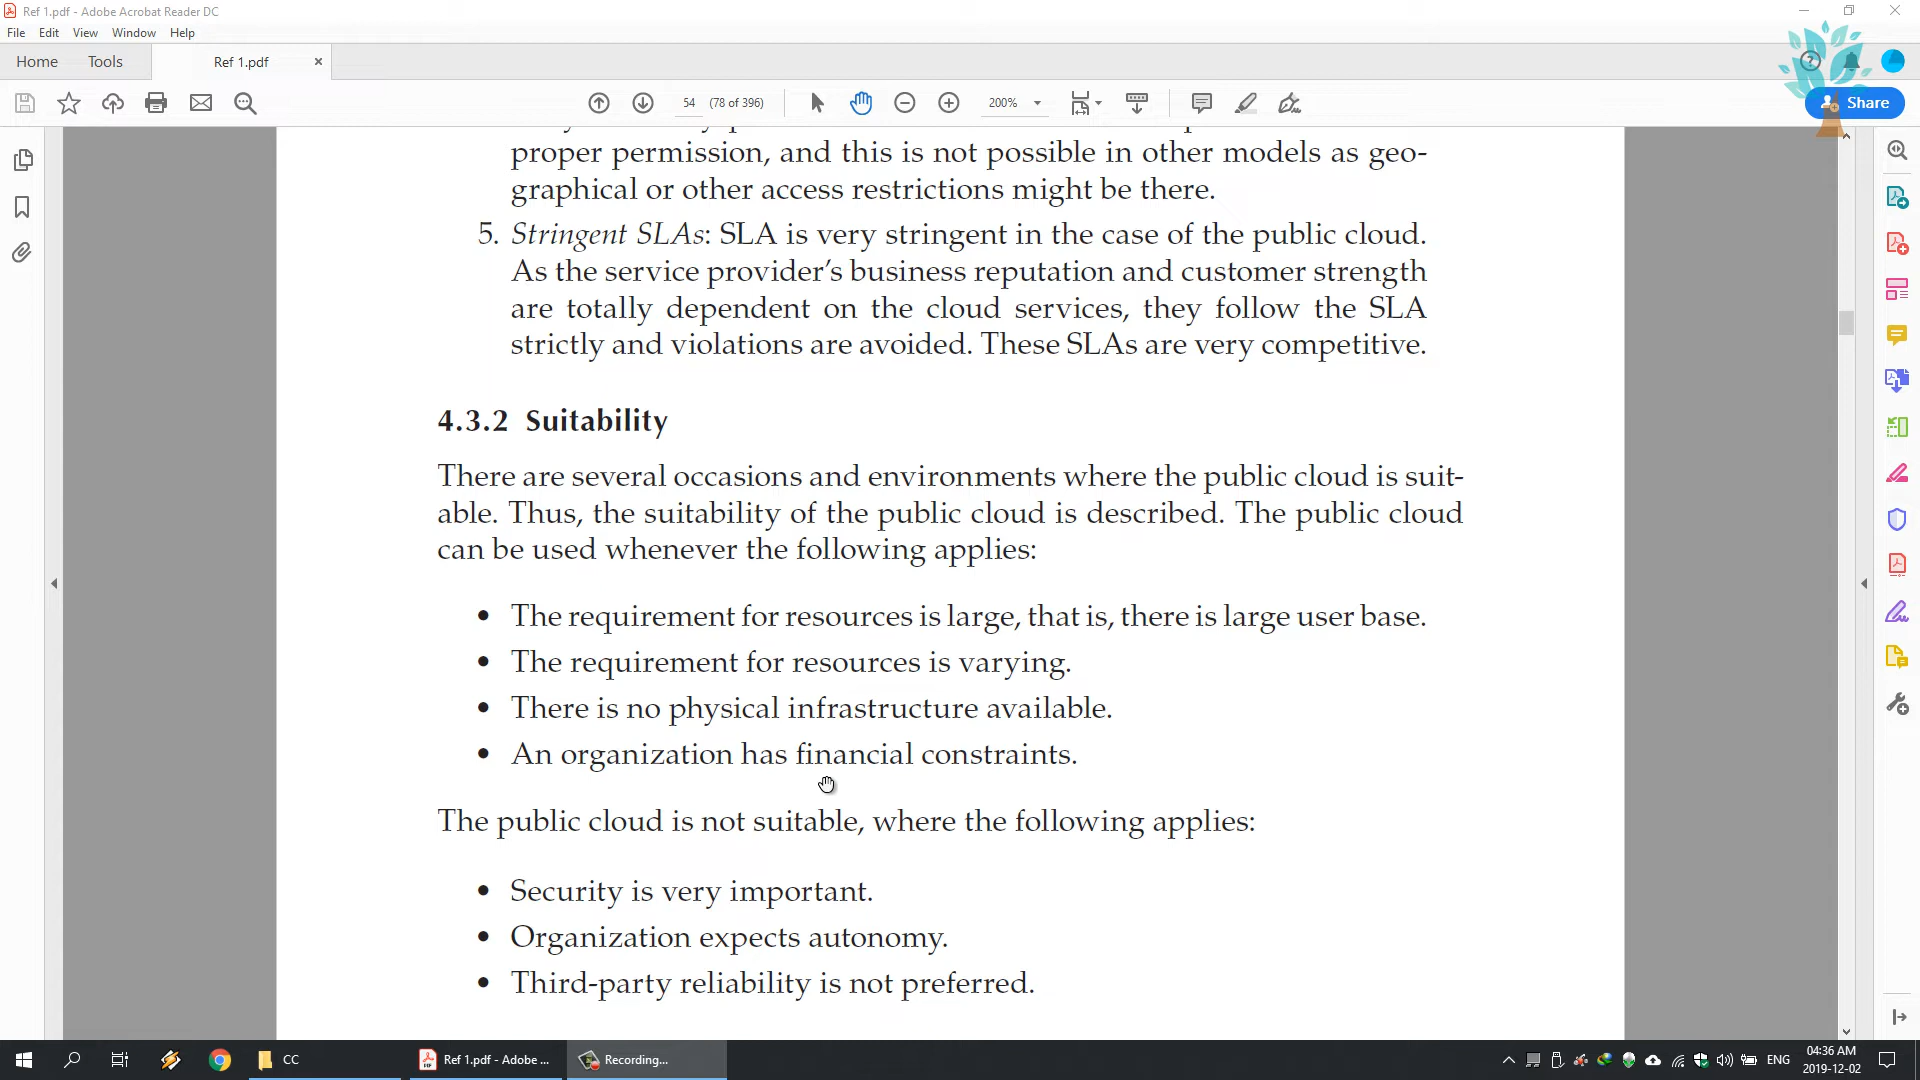 Ref 1.pdf - Adobe Acrobat Reader DC
File Edit View Window Help
Home Tools Ref 1.pdf
54 (78 of 396) 200% Share
proper permission, and this is not possible in other models as geo-
graphical or other access restrictions might be there.
5. Stringent SLAs: SLA is very stringent in the case of the public cloud.
As the service provider’s business reputation and customer strength
are totally dependent on the cloud services, they follow the SLA
strictly and violations are avoided. These SLAs are very competitive.
4.3.2 Suitability
There are several occasions and environments where the public cloud is suit-
able. Thus, the suitability of the public cloud is described. The public cloud
can be used whenever the following applies:
• The requirement for resources is large, that is, there is large user base.
• The requirement for resources is varying.
• There is no physical infrastructure available.
• An organization has financial constraints.
The public cloud is not suitable, where the following applies:
• Security is very important.
• Organization expects autonomy.
• Third-party reliability is not preferred.
CC Ref 1.pdf - Adobe ... Recording... ENG 04:36 AM
2019-12-02